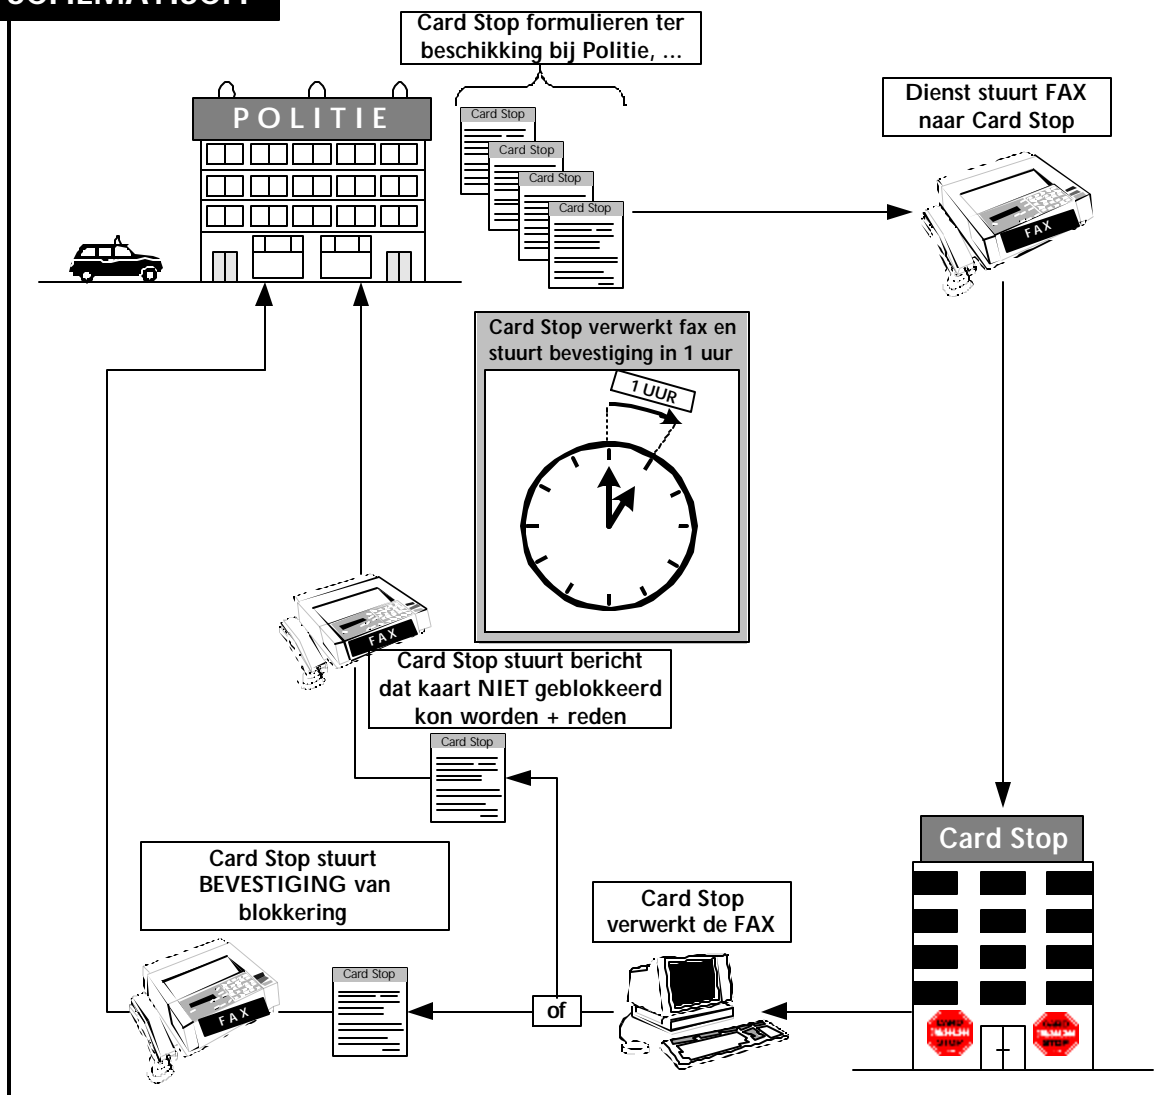 Card Stop formulieren ter
beschikking bij Politie, ...
Dienst stuurt FAX
naar Card Stop
POLITIE
Card Stop
Card Stop
Card Stop
Card Stop
FAX
Card Stop verwerkt fax en
stuurt bevestiging in 1 uur
1 UUR
FAX
Card Stop stuurt bericht
dat kaart NIET geblokkeerd
kon worden + reden
Card Stop
Card Stop
Card Stop stuurt
BEVESTIGING van
blokkering
Card Stop
verwerkt de FAX
Card Stop
FAX
of